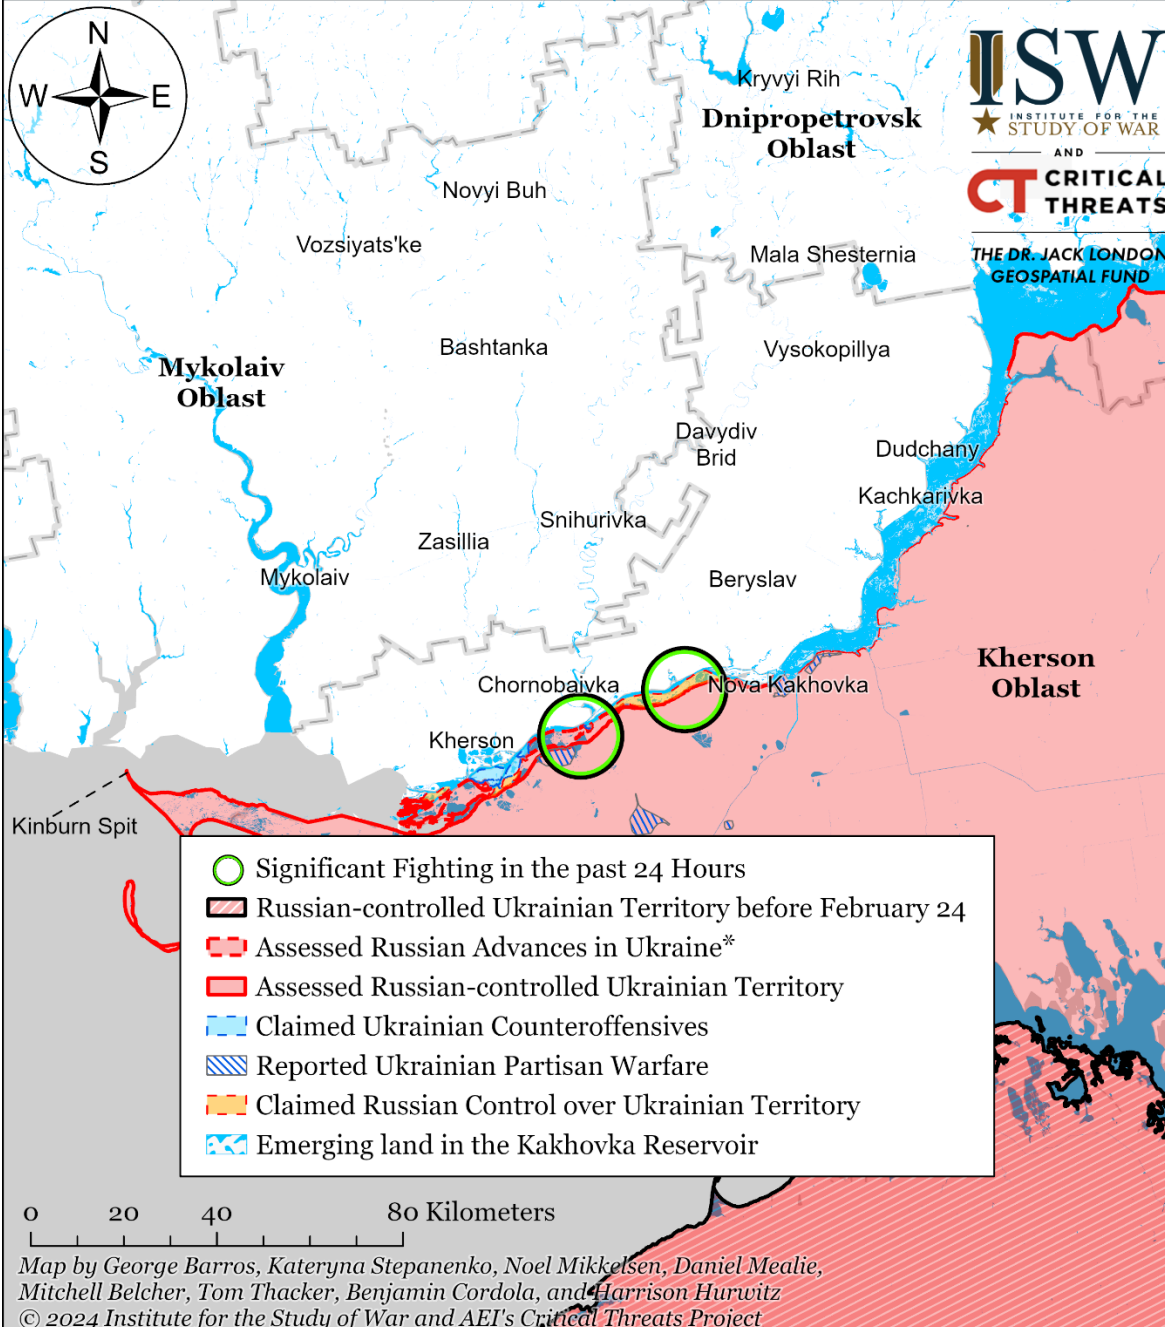 N
W E
S
ISW
INSTITUTE FOR THE
STUDY OF WAR
AND
CT CRITICAL
THREATS
THE DR. JACK LONDON
GEOSPATIAL FUND
Kryvyi Rih
Dnipropetrovsk
Oblast
Novyi Buh
Vozsiyats'ke
Mala Shesternia
Bashtanka
Vysokopillya
Mykolaiv
Oblast
Davydiv
Brid
Dudchany
Kachkarivka
Snihurivka
Zasillia
Mykolaiv
Beryslav
Kherson
Oblast
Chornobaivka
Nova Kakhovka
Kherson
Kinburn Spit
Significant Fighting in the past 24 Hours
Russian-controlled Ukrainian Territory before February 24
Assessed Russian Advances in Ukraine*
Assessed Russian-controlled Ukrainian Territory
Claimed Ukrainian Counteroffensives
Reported Ukrainian Partisan Warfare
Claimed Russian Control over Ukrainian Territory
Emerging land in the Kakhovka Reservoir
0 20 40 80 Kilometers
Map by George Barros, Kateryna Stepanenko, Noel Mikkelsen, Daniel Mealie,
Mitchell Belcher, Tom Thacker, Benjamin Cordola, and Harrison Hurwitz
© 2024 Institute for the Study of War and AEI's Critical Threats Project